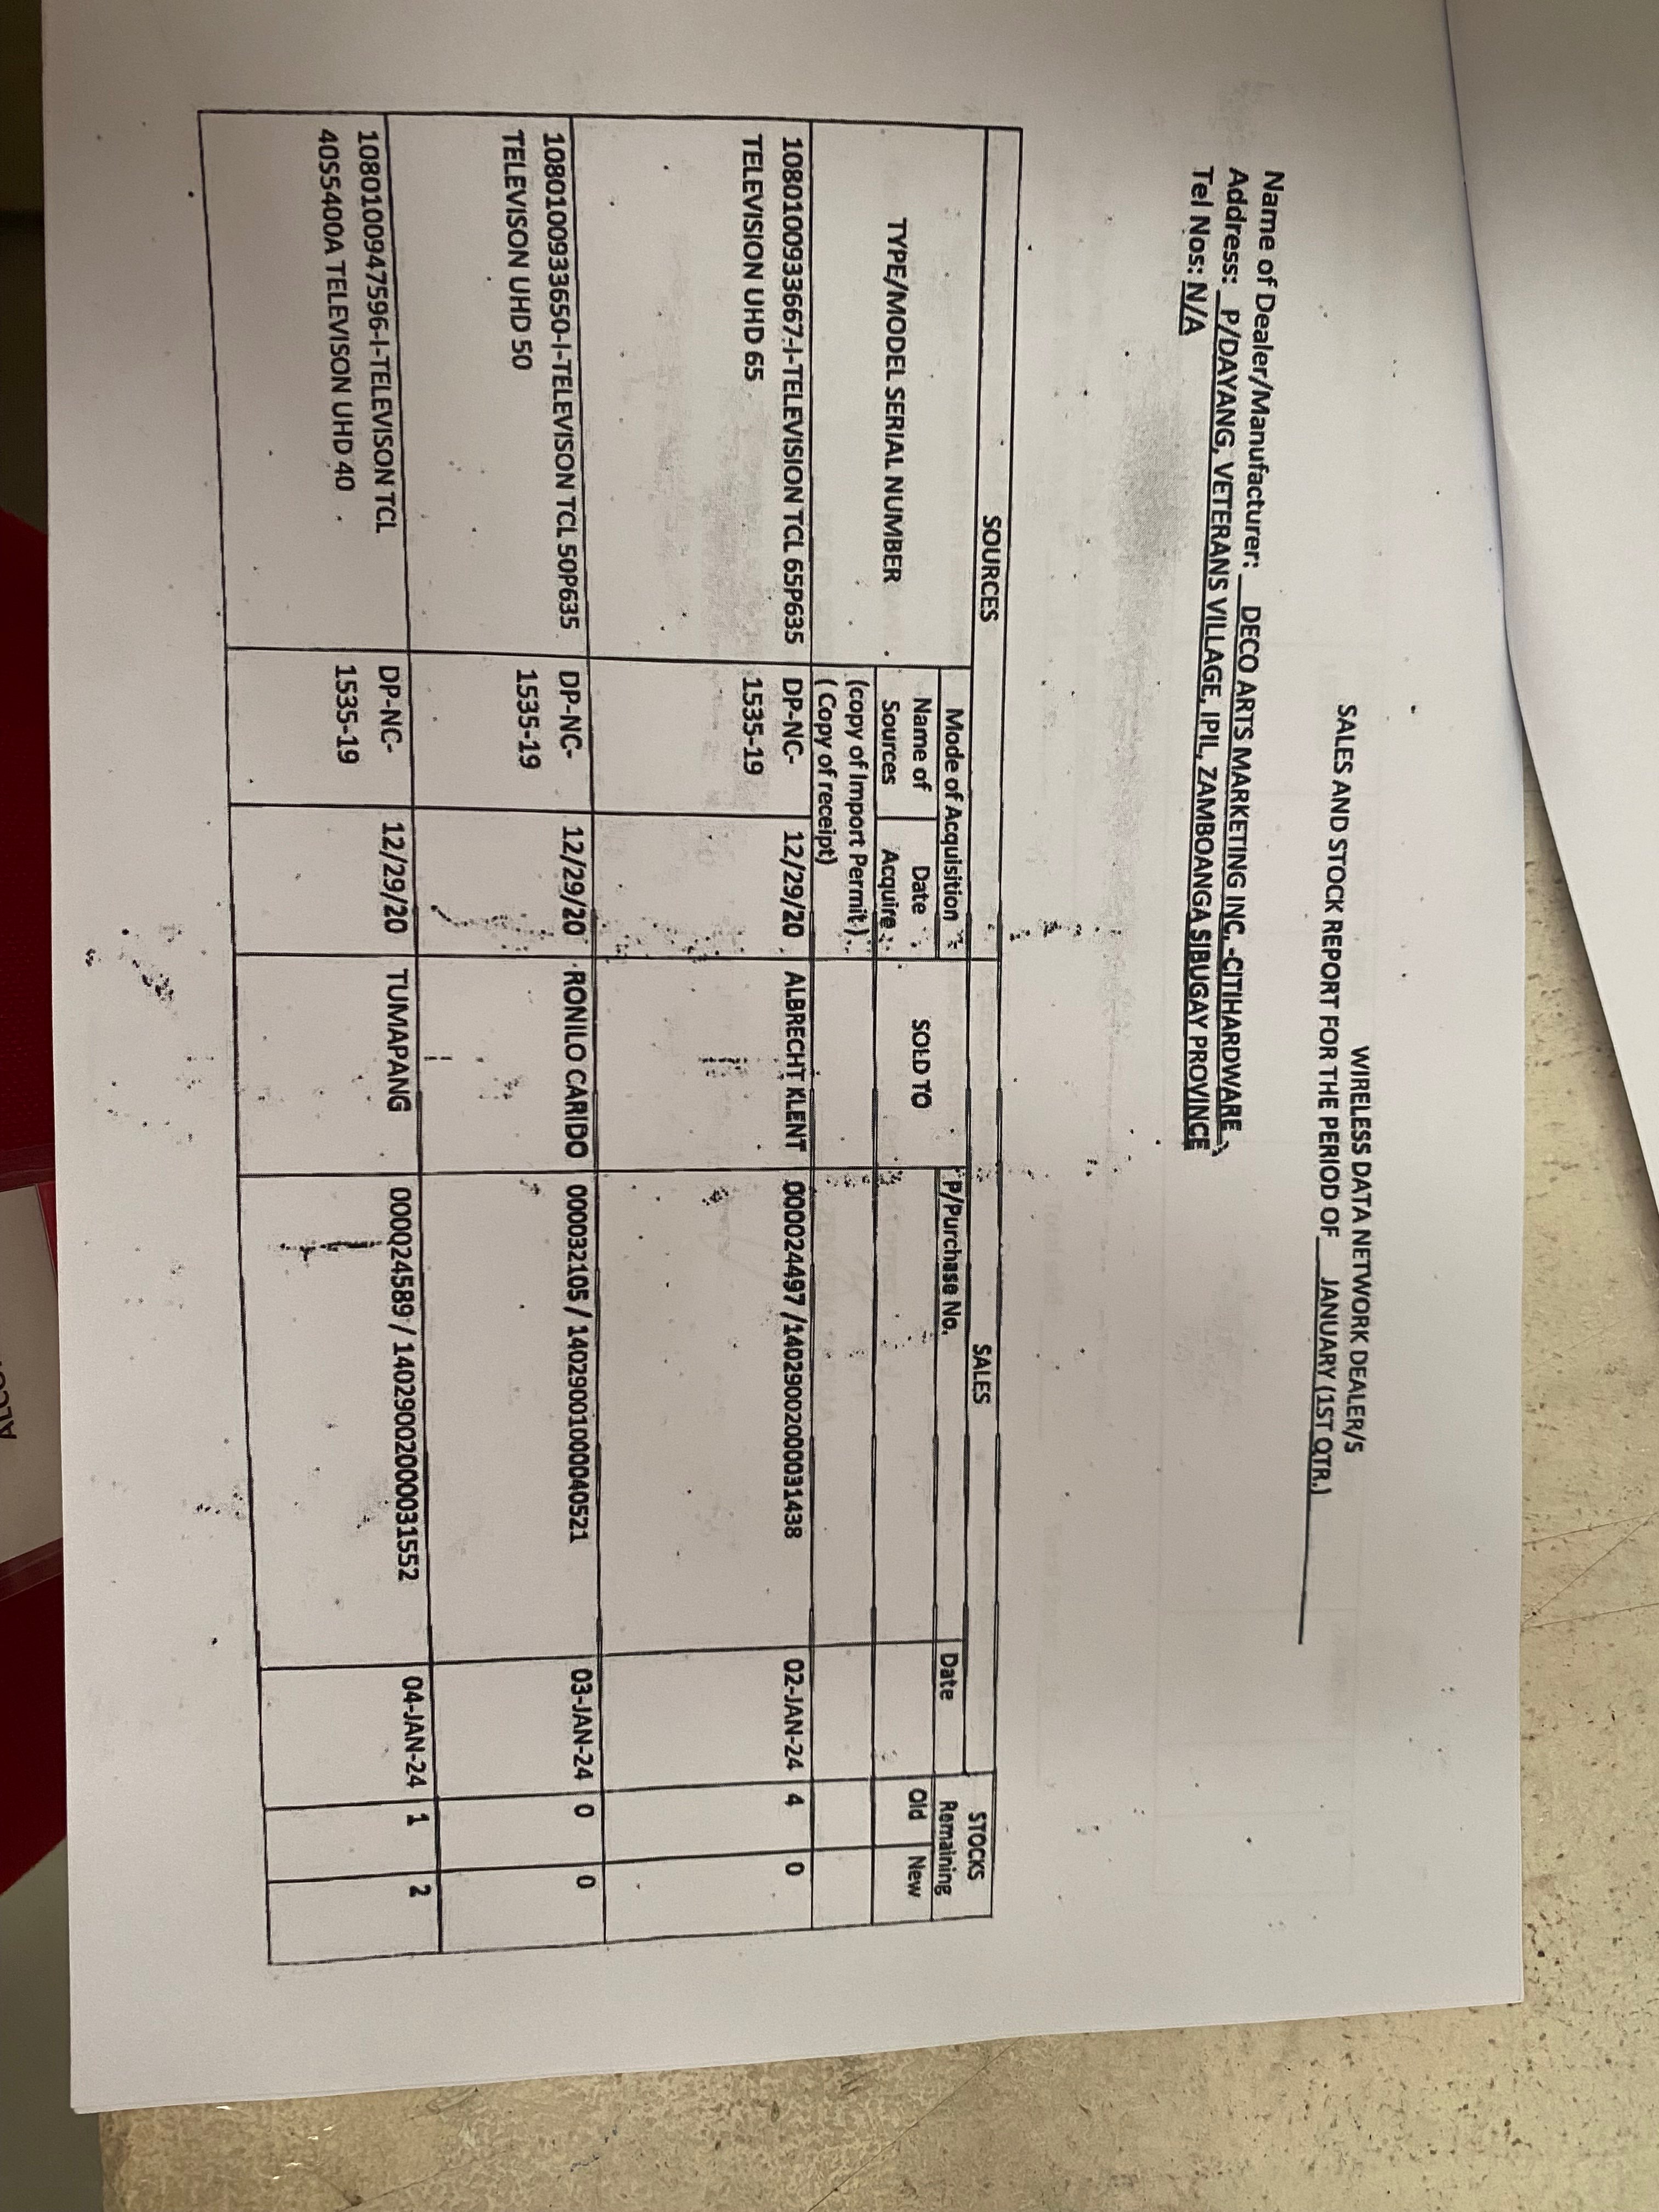 WIRELESS DATA NETWORK DEALER/S
SALES AND STOCK REPORT FOR THE PERIOD OF JANUARY (1ST QTR.)
Name of Dealer/Manufacturer: DECO ARTS MARKETING INC. -CITIHARDWARE
Address: P/DAYANG, VETERANS VILLAGE, IPIL, ZAMBOANGA SIBUGAY PROVINCE
Tel Nos: N/A
SOURCES SALES STOCKS
TYPE/MODEL SERIAL NUMBER Mode of Acquisition SOLD TO P/Purchase No. Date Remaining
Name of Sources Date Acquire Old New
(copy of Import Permit)
( Copy of receipt)
1080100933667-I-TELEVISION TCL 65P635 DP-NC- 12/29/20 ALBRECHT KLENT 000024497 /1402900200031438 02-JAN-24 4 0
TELEVISION UHD 65 1535-19
1080100933650-I-TELEVISON TCL 50P635 DP-NC- 12/29/20 RONILO CARIDO 000032105 / 1402900100040521 03-JAN-24 0 0
TELEVISON UHD 50 1535-19
1080100947596-I-TELEVISON TCL DP-NC- 12/29/20 TUMAPANG 000024589 / 1402900200031552 04-JAN-24 1 2
40S5400A TELEVISON UHD 40 1535-19